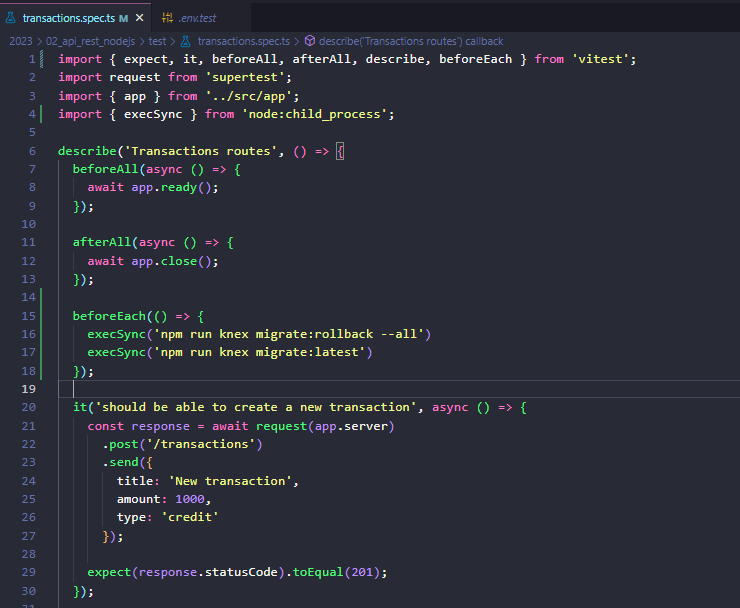 transactions.spec.ts M × .env.test
2023 > 02_api_rest_nodejs > test > transactions.spec.ts > describe('Transactions routes') callback
1 import { expect, it, beforeAll, afterAll, describe, beforeEach } from 'vitest';
2 import request from 'supertest';
3 import { app } from '../src/app';
4 import { execSync } from 'node:child_process';
5
6 describe('Transactions routes', () => {
7   beforeAll(async () => {
8     await app.ready();
9   });
10
11   afterAll(async () => {
12     await app.close();
13   });
14
15   beforeEach(() => {
16     execSync('npm run knex migrate:rollback --all')
17     execSync('npm run knex migrate:latest')
18   });
19
20   it('should be able to create a new transaction', async () => {
21     const response = await request(app.server)
22       .post('/transactions')
23       .send({
24         title: 'New transaction',
25         amount: 1000,
26         type: 'credit'
27       });
28
29     expect(response.statusCode).toEqual(201);
30   });